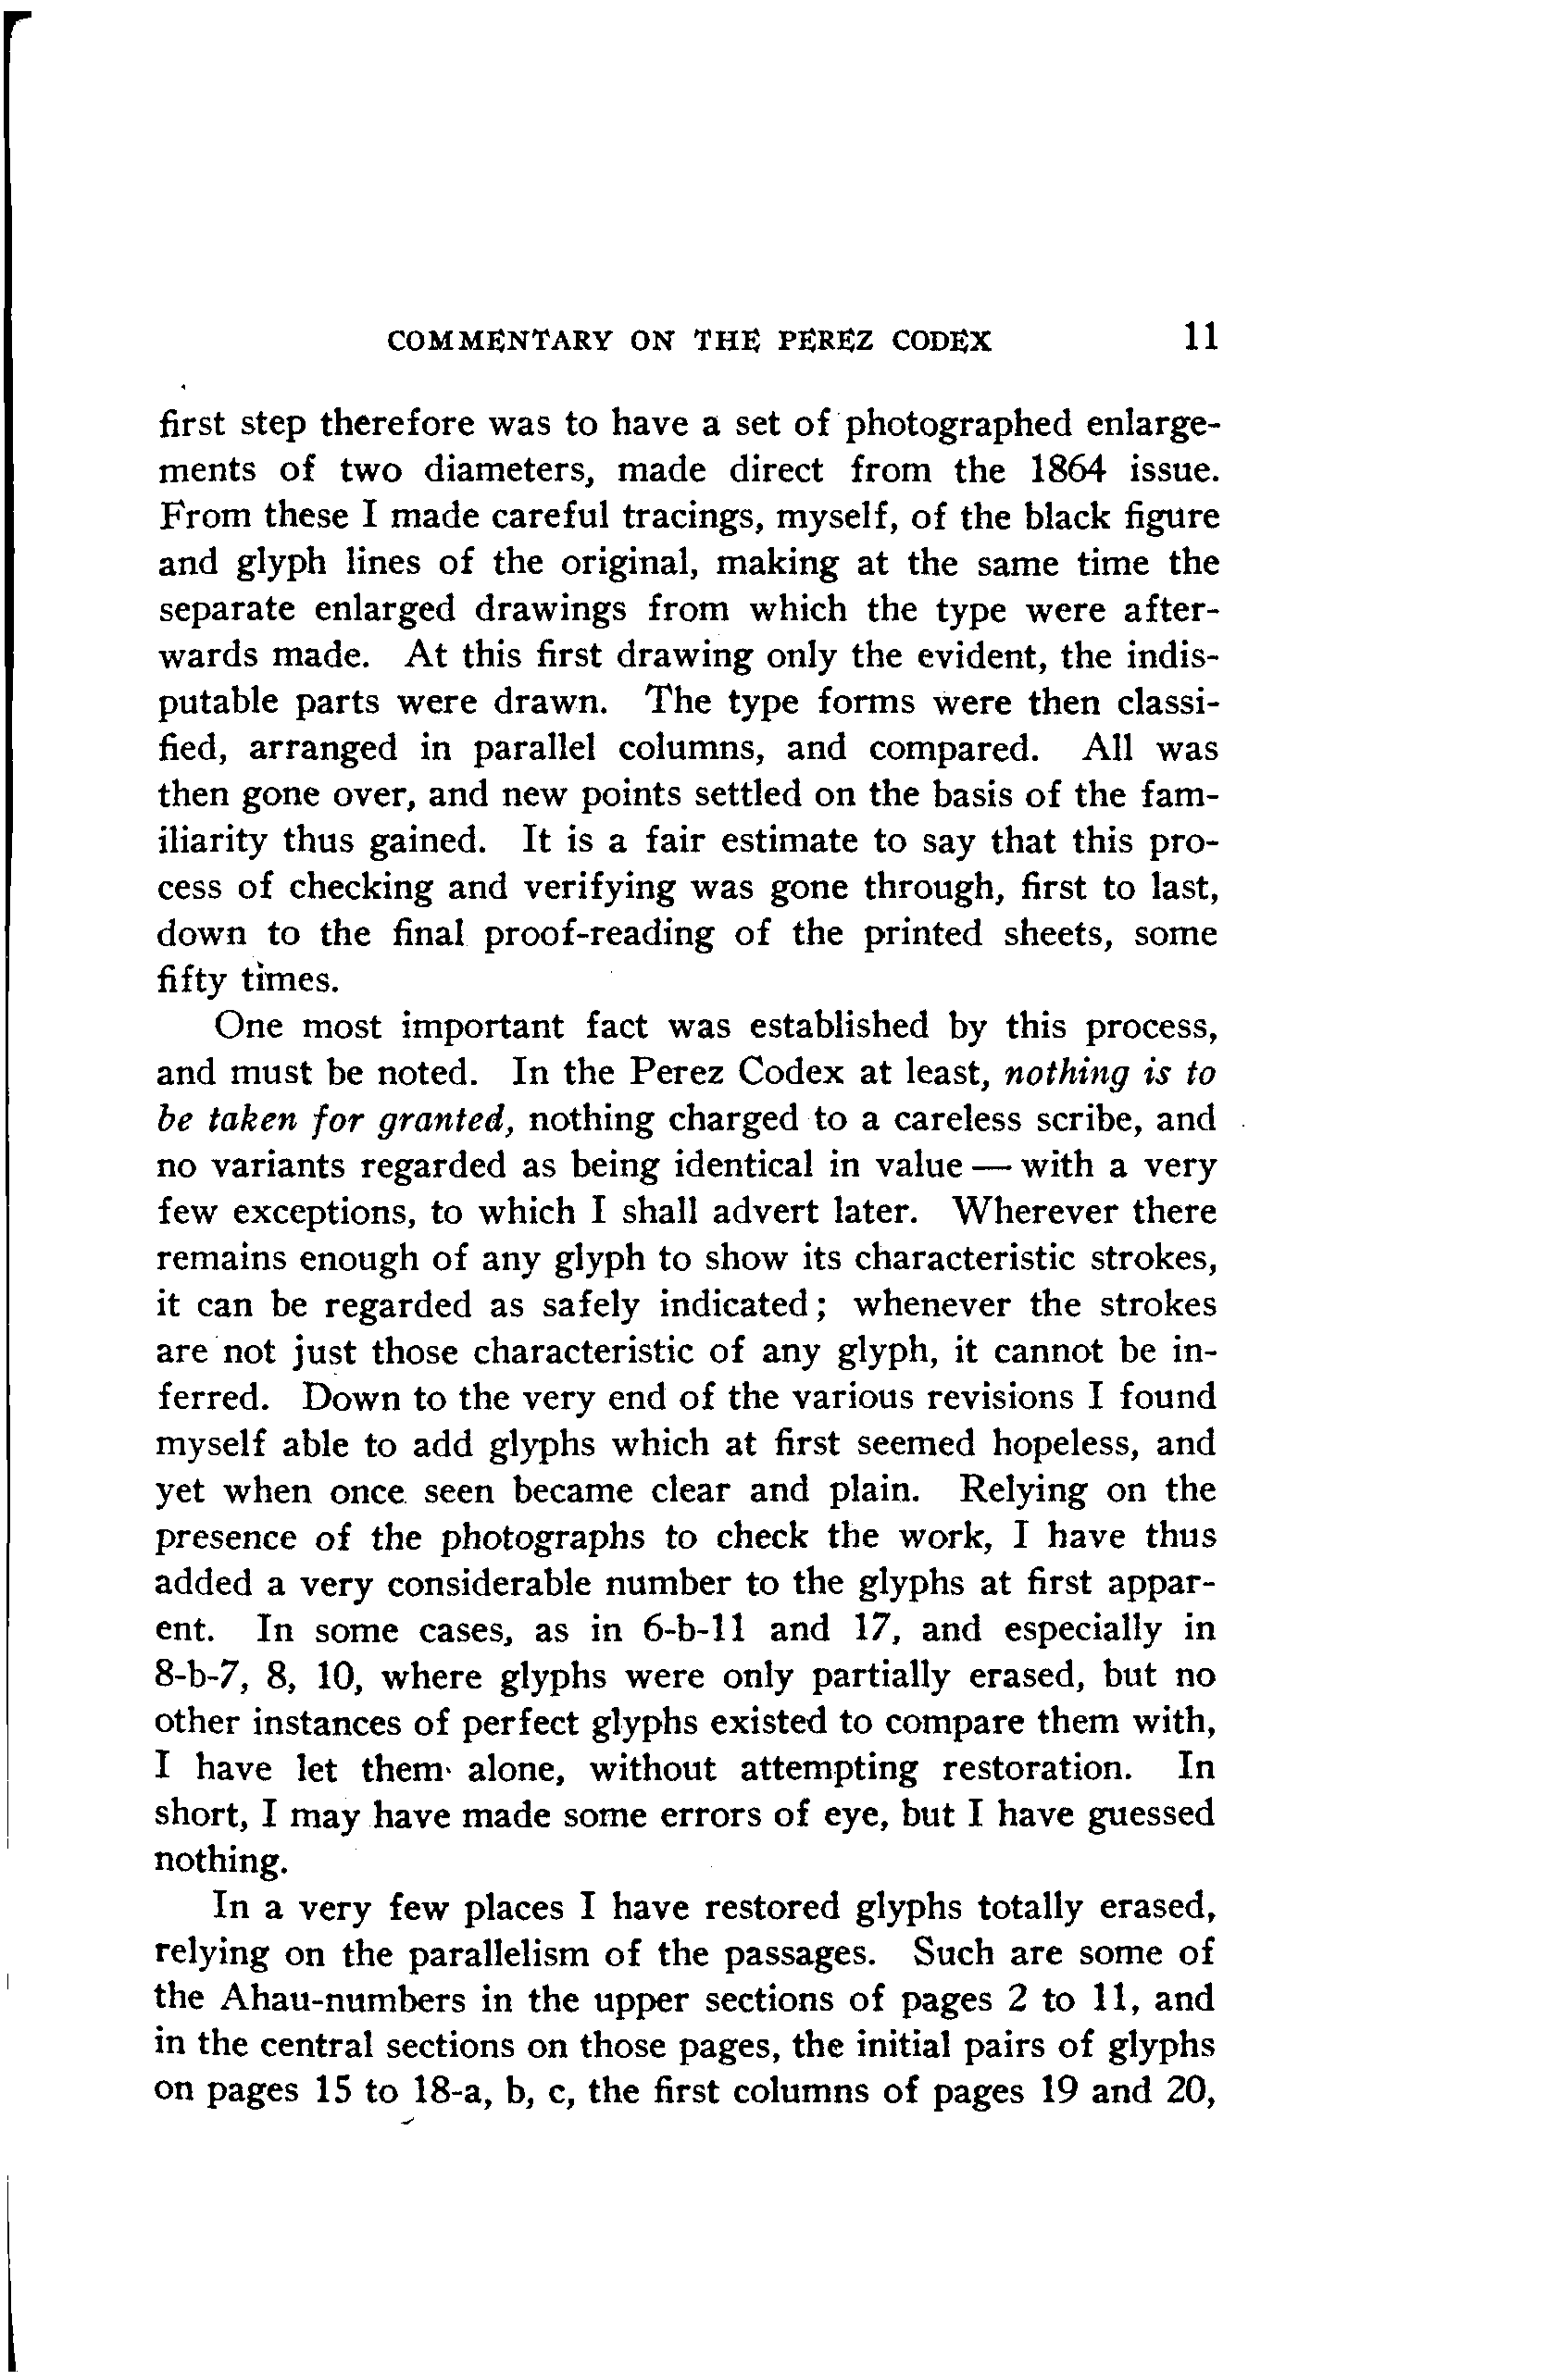 COMMENTARY ON THE PEREZ CODEX 11
first step therefore was to have a set of photographed enlarge-
ments of two diameters, made direct from the 1864 issue.
From these I made careful tracings, myself, of the black figure
and glyph lines of the original, making at the same time the
separate enlarged drawings from which the type were after-
wards made. At this first drawing only the evident, the indis-
putable parts were drawn. The type forms were then classi-
fied, arranged in parallel columns, and compared. All was
then gone over, and new points settled on the basis of the fam-
iliarity thus gained. It is a fair estimate to say that this pro-
cess of checking and verifying was gone through, first to last,
down to the final proof-reading of the printed sheets, some
fifty times.
One most important fact was established by this process,
and must be noted. In the Perez Codex at least, nothing is to
be taken for granted, nothing charged to a careless scribe, and
no variants regarded as being identical in value — with a very
few exceptions, to which I shall advert later. Wherever there
remains enough of any glyph to show its characteristic strokes,
it can be regarded as safely indicated; whenever the strokes
are not just those characteristic of any glyph, it cannot be in-
ferred. Down to the very end of the various revisions I found
myself able to add glyphs which at first seemed hopeless, and
yet when once seen became clear and plain. Relying on the
presence of the photographs to check the work, I have thus
added a very considerable number to the glyphs at first appar-
ent. In some cases, as in 6-b-11 and 17, and especially in
8-b-7, 8, 10, where glyphs were only partially erased, but no
other instances of perfect glyphs existed to compare them with,
I have let them alone, without attempting restoration. In
short, I may have made some errors of eye, but I have guessed
nothing.
In a very few places I have restored glyphs totally erased,
relying on the parallelism of the passages. Such are some of
the Ahau-numbers in the upper sections of pages 2 to 11, and
in the central sections on those pages, the initial pairs of glyphs
on pages 15 to 18-a, b, c, the first columns of pages 19 and 20,